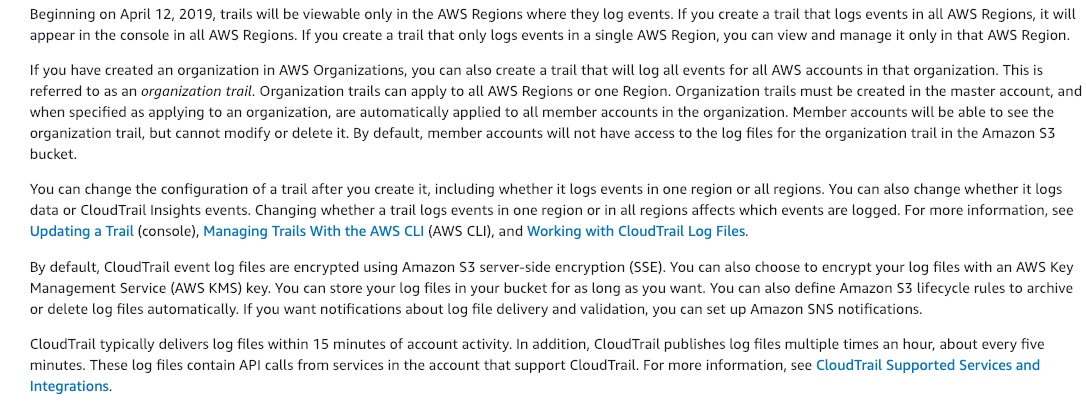 Beginning on April 12, 2019, trails will be viewable only in the AWS Regions where they log events. If you create a trail that logs events in all AWS Regions, it will
appear in the console in all AWS Regions. If you create a trail that only logs events in a single AWS Region, you can view and manage it only in that AWS Region.
If you have created an organization in AWS Organizations, you can also create a trail that will log all events for all AWS accounts in that organization. This is
referred to as an organization trail. Organization trails can apply to all AWS Regions or one Region. Organization trails must be created in the master account, and
when specified as applying to an organization, are automatically applied to all member accounts in the organization. Member accounts will be able to see the
organization trail, but cannot modify or delete it. By default, member accounts will not have access to the log files for the organization trail in the Amazon S3
bucket.
You can change the configuration of a trail after you create it, including whether it logs events in one region or all regions. You can also change whether it logs
data or CloudTrail Insights events. Changing whether a trail logs events in one region or in all regions affects which events are logged. For more information, see
Updating a Trail (console), Managing Trails With the AWS CLI (AWS CLI), and Working with CloudTrail Log Files.
By default, CloudTrail event log files are encrypted using Amazon S3 server-side encryption (SSE). You can also choose to encrypt your log files with an AWS Key
Management Service (AWS KMS) key. You can store your log files in your bucket for as long as you want. You can also define Amazon S3 lifecycle rules to archive
or delete log files automatically. If you want notifications about log file delivery and validation, you can set up Amazon SNS notifications.
CloudTrail typically delivers log files within 15 minutes of account activity. In addition, CloudTrail publishes log files multiple times an hour, about every five
minutes. These log files contain API calls from services in the account that support CloudTrail. For more information, see CloudTrail Supported Services and
Integrations.